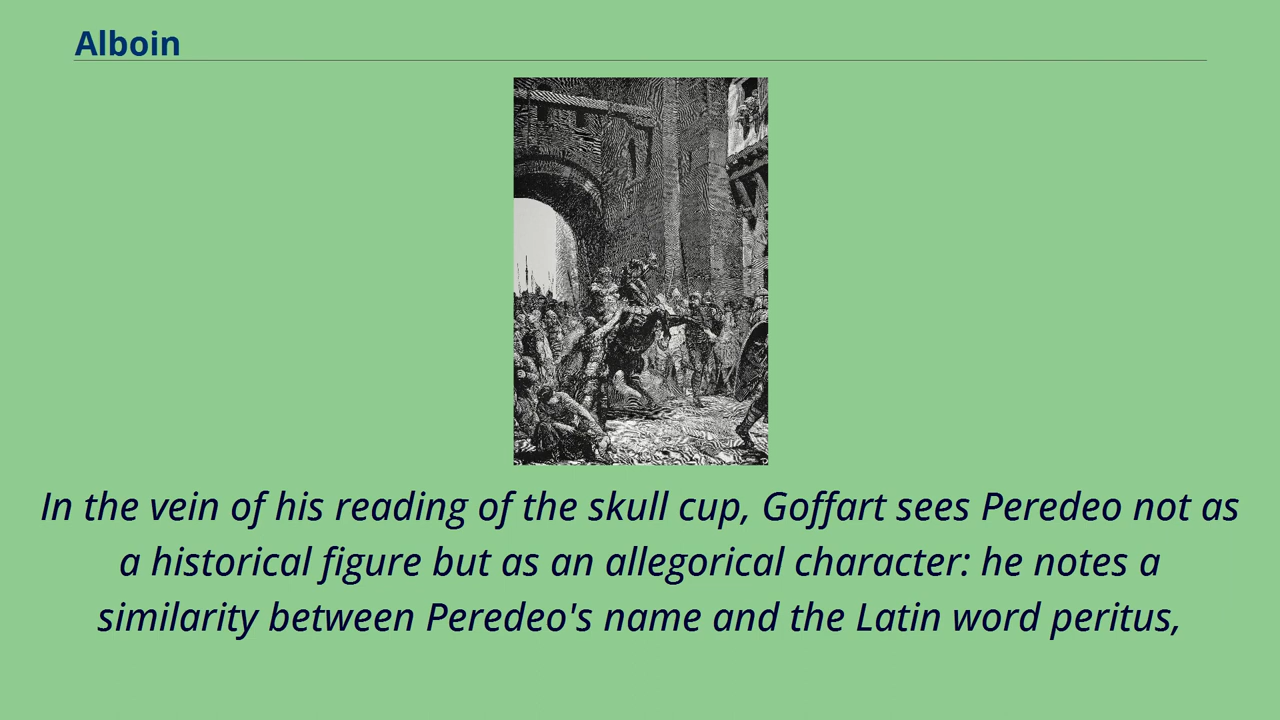 Alboin
In the vein of his reading of the skull cup, Goffart sees Peredeo not as
a historical figure but as an allegorical character: he notes a
similarity between Peredeo's name and the Latin word peritus,